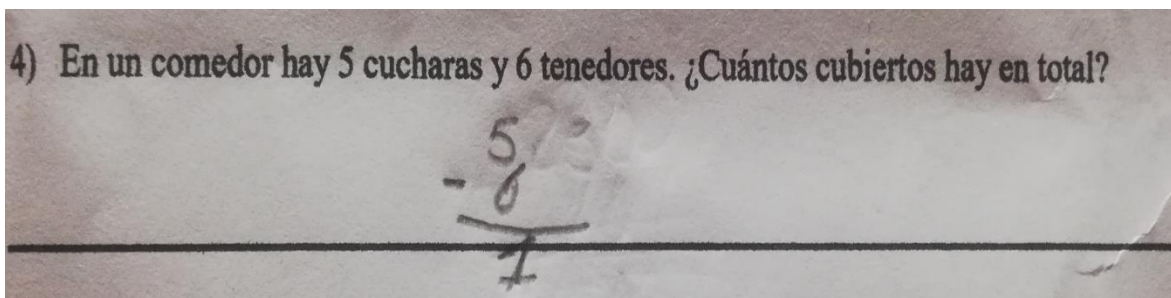 4) En un comedor hay 5 cucharas y 6 tenedores. ¿Cuántos cubiertos hay en total?
5
- 6
1